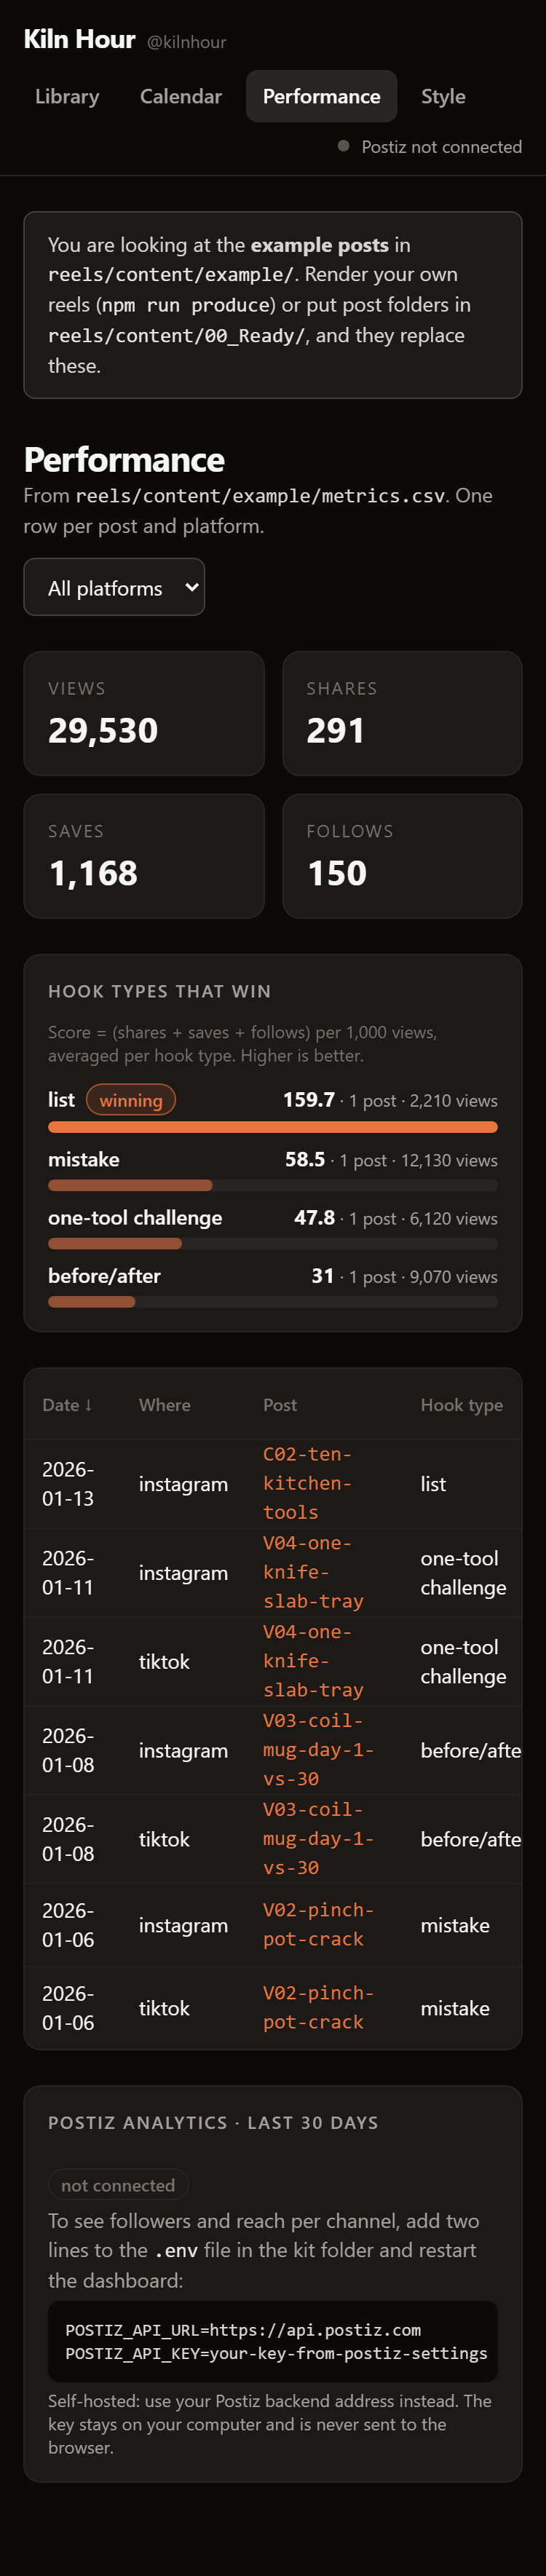 Kiln Hour @kilnhour
Library Calendar Performance Style
Postiz not connected
You are looking at the example posts in
reels/content/example/. Render your own
reels (npm run produce) or put post folders in
reels/content/00_Ready/, and they replace
these.
Performance
From reels/content/example/metrics.csv. One
row per post and platform.
All platforms
VIEWS
29,530
SHARES
291
SAVES
1,168
FOLLOWS
150
HOOK TYPES THAT WIN
Score = (shares + saves + follows) per 1,000 views,
averaged per hook type. Higher is better.
list winning 159.7 · 1 post · 2,210 views
mistake 58.5 · 1 post · 12,130 views
one-tool challenge 47.8 · 1 post · 6,120 views
before/after 31 · 1 post · 9,070 views
Date ↓ Where Post Hook type
2026-
01-13
instagram
C02-ten-
kitchen-
tools
list
2026-
01-11
instagram
V04-one-
knife-
slab-tray
one-tool
challenge
2026-
01-11
tiktok
V04-one-
knife-
slab-tray
one-tool
challenge
2026-
01-08
instagram
V03-coil-
mug-day-1-
vs-30
before/afte
2026-
01-08
tiktok
V03-coil-
mug-day-1-
vs-30
before/afte
2026-
01-06
instagram
V02-pinch-
pot-crack
mistake
2026-
01-06
tiktok
V02-pinch-
pot-crack
mistake
POSTIZ ANALYTICS · LAST 30 DAYS
not connected
To see followers and reach per channel, add two
lines to the .env file in the kit folder and restart
the dashboard:
POSTIZ_API_URL=https://api.postiz.com
POSTIZ_API_KEY=your-key-from-postiz-settings
Self-hosted: use your Postiz backend address instead. The
key stays on your computer and is never sent to the
browser.